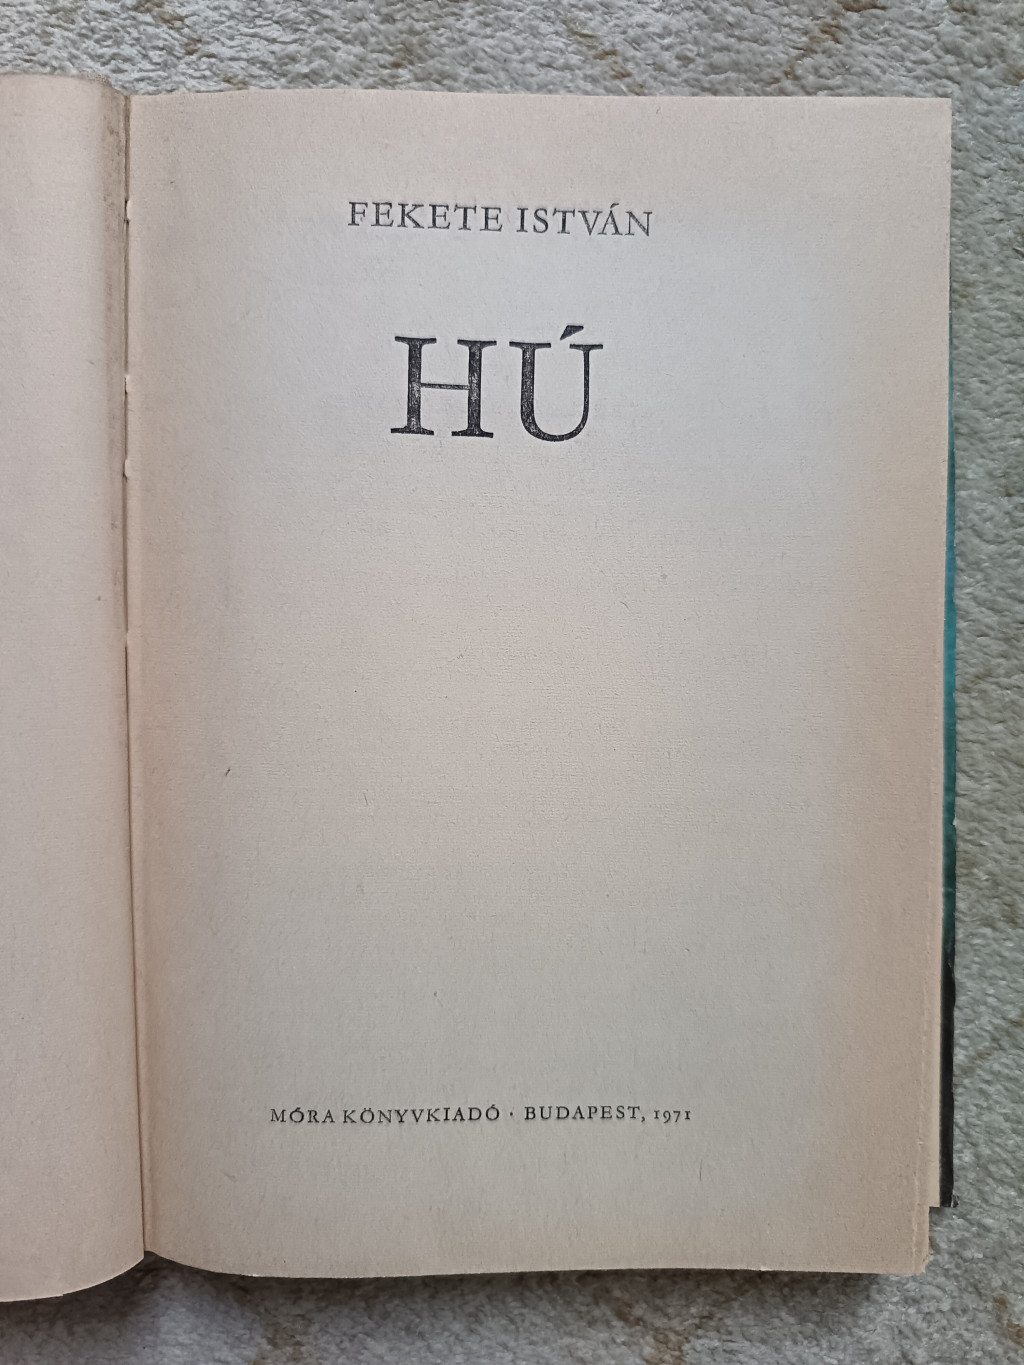 FEKETE ISTVÁN
HÚ
MÓRA KÖNYVKIADÓ · BUDAPEST, 1971